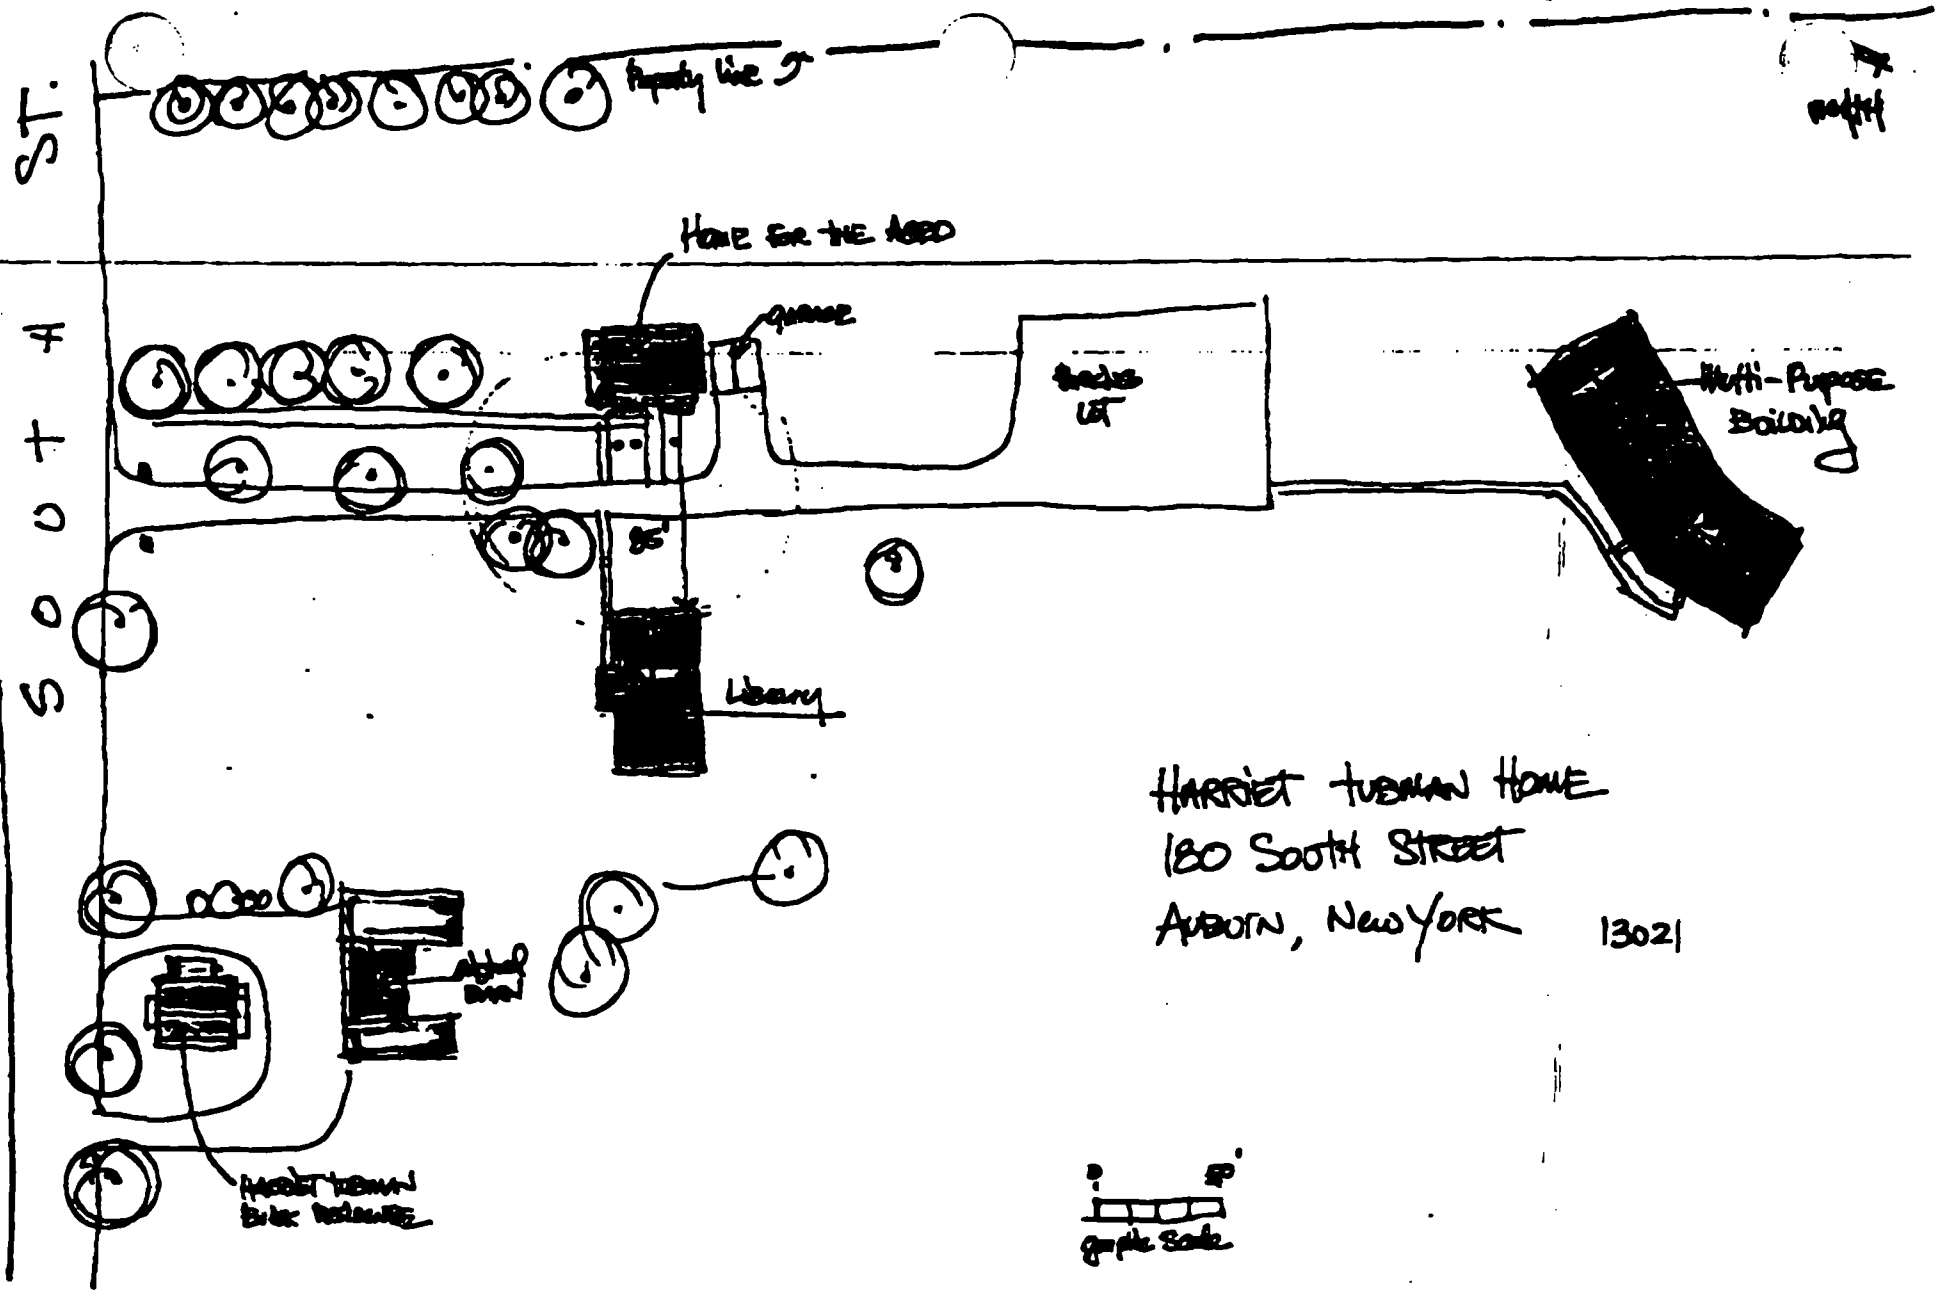 Property line
north
SOUTH ST.
HOME FOR THE AGED
GARAGE
LOT
Multi-Purpose
Building
85'
Library
HARRIET TUBMAN HOME
180 SOUTH STREET
AUBURN, NEW YORK 13021
BARN
HARRIET TUBMAN
Brick RESIDENCE
0 50'
graphic scale